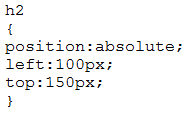 h2
{
position:absolute;
left:100px;
top:150px;
}